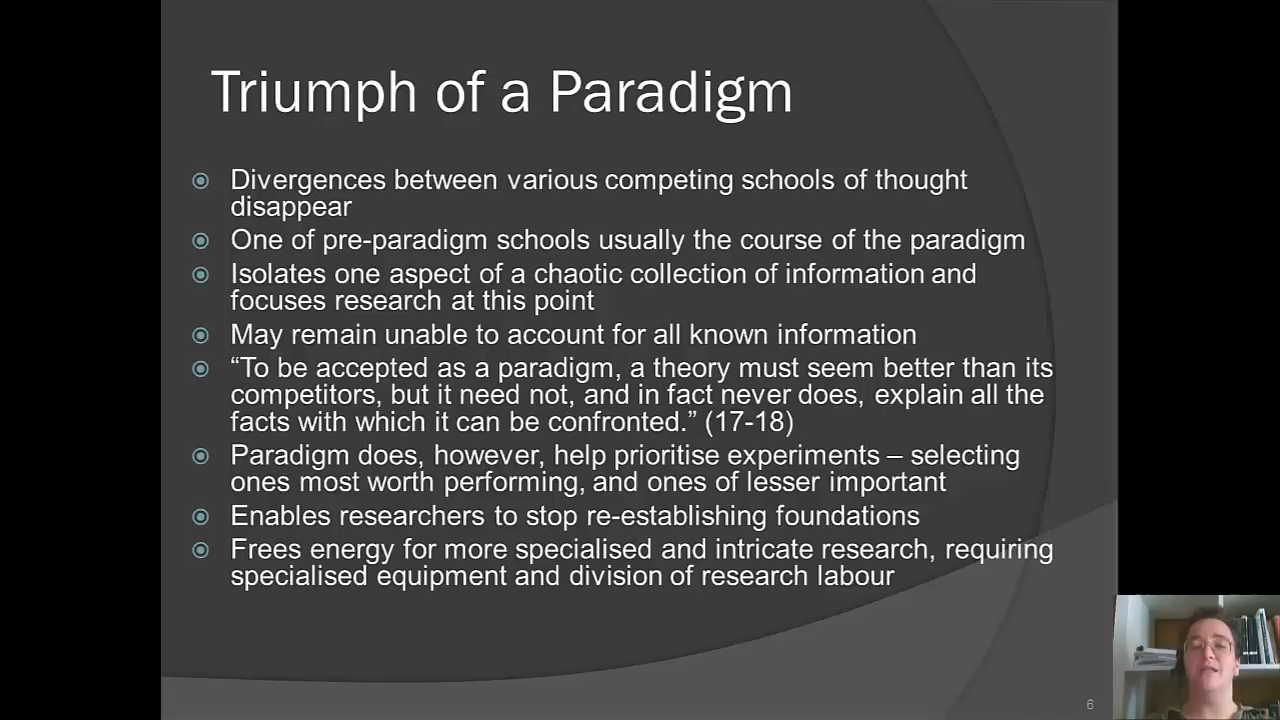 Triumph of a Paradigm
Divergences between various competing schools of thought
disappear
One of pre-paradigm schools usually the course of the paradigm
Isolates one aspect of a chaotic collection of information and
focuses research at this point
May remain unable to account for all known information
“To be accepted as a paradigm, a theory must seem better than its
competitors, but it need not, and in fact never does, explain all the
facts with which it can be confronted.” (17-18)
Paradigm does, however, help prioritise experiments – selecting
ones most worth performing, and ones of lesser important
Enables researchers to stop re-establishing foundations
Frees energy for more specialised and intricate research, requiring
specialised equipment and division of research labour
6